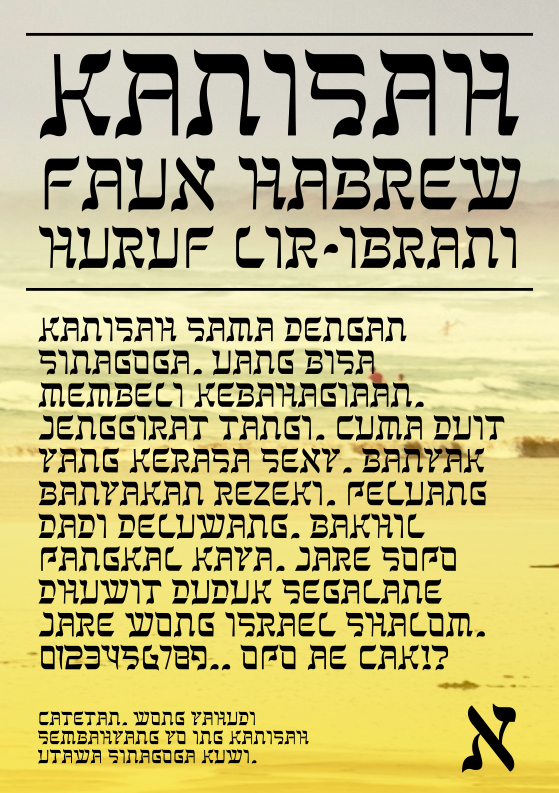 KANISAH
FAUX HABREW
HURUF LIR-IBRANI
KANISAH SAMA DENGAN
SINAGOGA. UANG BISA
MEMBELI KEBAHAGIAAN.
JENGGIRAT TANGI. CUMA DUIT
YANG KERASA SEXY. BANYAK
BANYAKAN REZEKI. PELUANG
DADI DELUWANG. BAKHIL
PANGKAL KAYA. JARE SOPO
DHUWIT DUDUK SEGALANE
JARE WONG ISRAEL SHALOM.
0123456789.. OPO AE CAK!?
CATETAN. WONG YAHUDI
SEMBAHYANG YO ING KANISAH
UTAWA SINAGOGA KUWI.
א